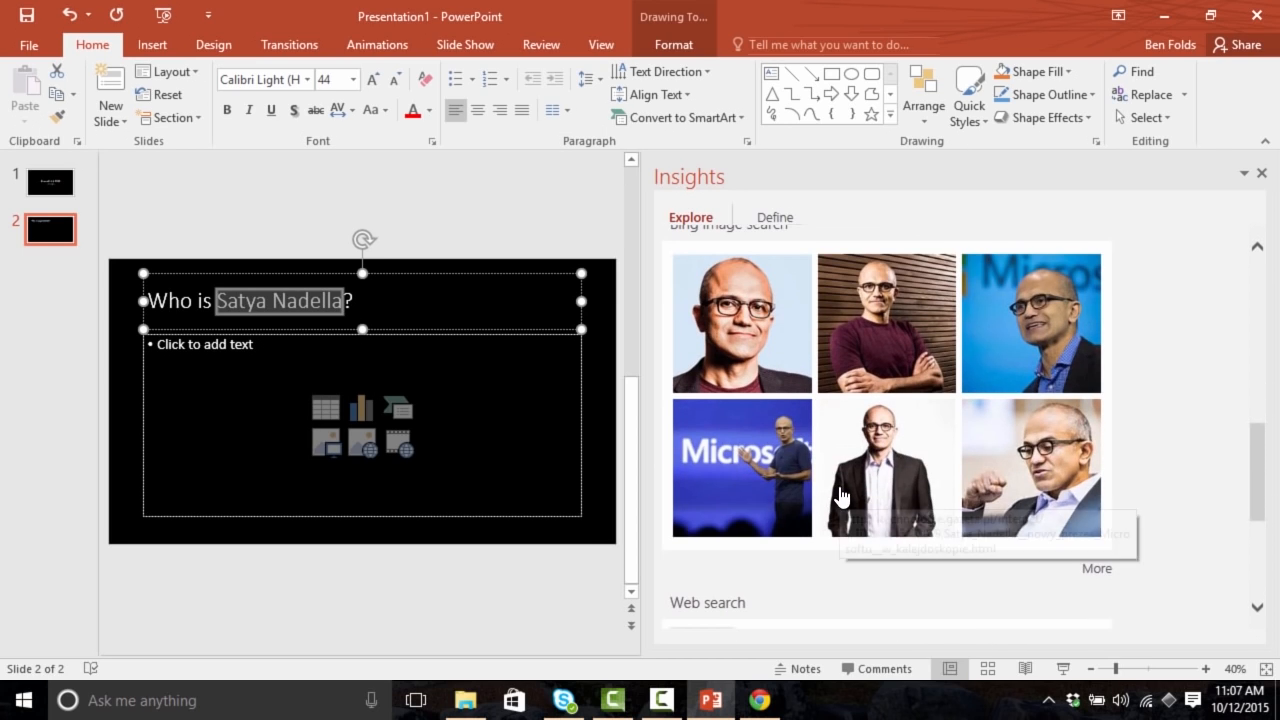 Presentation1 - PowerPoint
Drawing To...
File
Home
Insert
Design
Transitions
Animations
Slide Show
Review
View
Format
Tell me what you want to do...
Ben Folds
Share
Paste
New
Slide
Layout
Reset
Section
Calibri Light (H
44
A
A
B I U S abc AV Aa A
Text Direction
Align Text
Convert to SmartArt
Arrange
Quick
Styles
Shape Fill
Shape Outline
Shape Effects
Find
Replace
Select
Clipboard
Slides
Font
Paragraph
Drawing
Editing
1
2
Who is Satya Nadella?
• Click to add text
Insights
Explore
Define
Bing image search
Micros
Micros
More
Web search
Slide 2 of 2
Notes
Comments
40%
Ask me anything
11:07 AM
10/12/2015